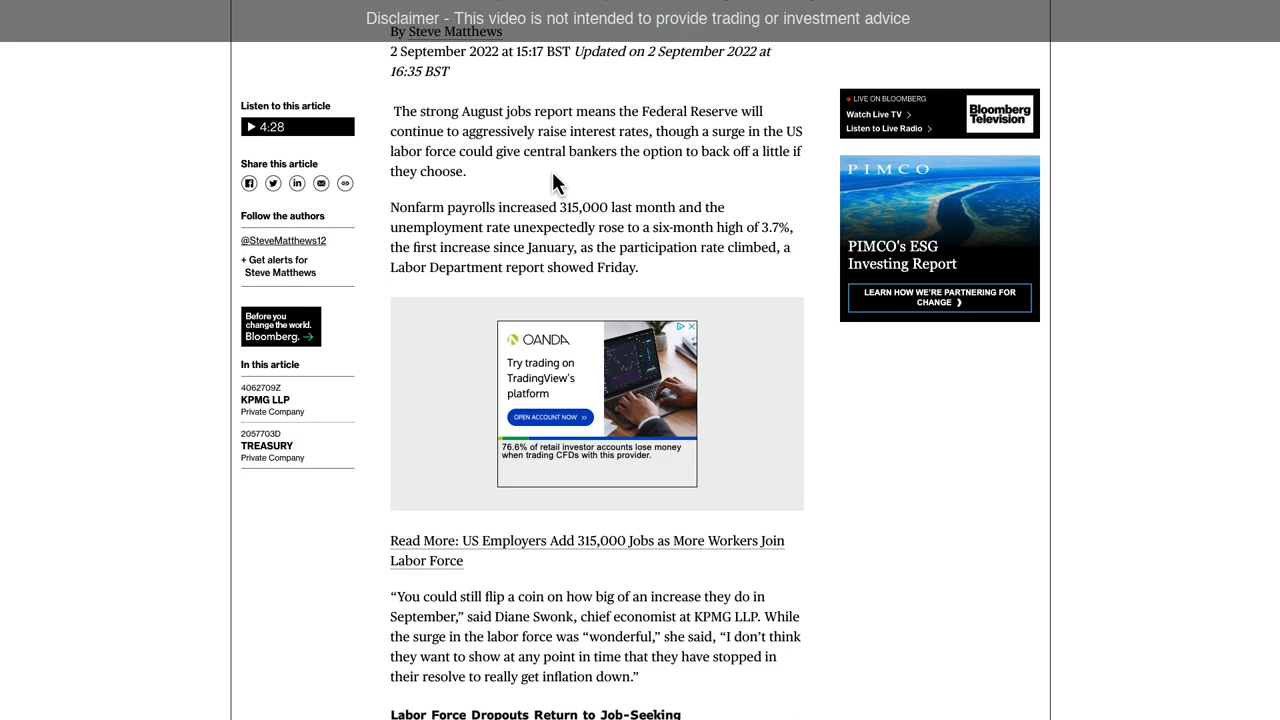 Disclaimer - This video is not intended to provide trading or investment advice
By Steve Matthews
2 September 2022 at 15:17 BST Updated on 2 September 2022 at
16:35 BST
Listen to this article
4:28
Share this article
Follow the authors
@SteveMatthews12
+ Get alerts for
Steve Matthews
Before you
change the world.
Bloomberg. →
In this article
4062709Z
KPMG LLP
Private Company
2057703D
TREASURY
Private Company
The strong August jobs report means the Federal Reserve will
continue to aggressively raise interest rates, though a surge in the US
labor force could give central bankers the option to back off a little if
they choose.
Nonfarm payrolls increased 315,000 last month and the
unemployment rate unexpectedly rose to a six-month high of 3.7%,
the first increase since January, as the participation rate climbed, a
Labor Department report showed Friday.
OANDA
Try trading on
TradingView's
platform
OPEN ACCOUNT NOW »
76.6% of retail investor accounts lose money
when trading CFDs with this provider.
Read More: US Employers Add 315,000 Jobs as More Workers Join
Labor Force
“You could still flip a coin on how big of an increase they do in
September,” said Diane Swonk, chief economist at KPMG LLP. While
the surge in the labor force was “wonderful,” she said, “I don’t think
they want to show at any point in time that they have stopped in
their resolve to really get inflation down.”
Labor Force Dropouts Return to Job-Seeking
LIVE ON BLOOMBERG
Watch Live TV >
Listen to Live Radio >
Bloomberg
Television
PIMCO
PIMCO's ESG
Investing Report
LEARN HOW WE'RE PARTNERING FOR
CHANGE ❯